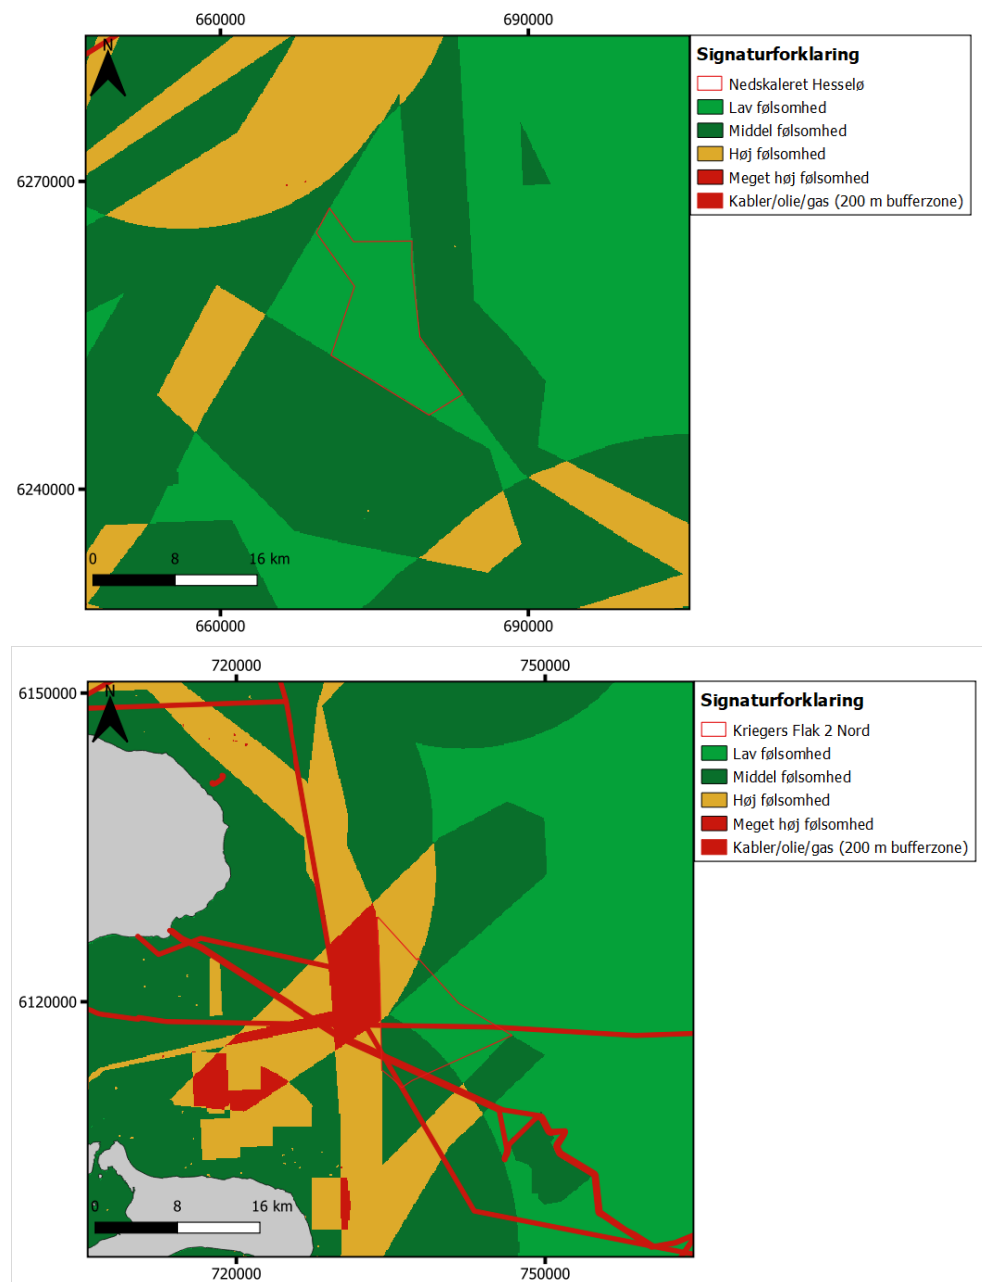 660000
690000
N
Signaturforklaring
Nedskaleret Hesselø
Lav følsomhed
Middel følsomhed
Høj følsomhed
Meget høj følsomhed
Kabler/olie/gas (200 m bufferzone)
6270000
6240000
0 8 16 km
660000
690000
720000
750000
6150000
N
Signaturforklaring
Kriegers Flak 2 Nord
Lav følsomhed
Middel følsomhed
Høj følsomhed
Meget høj følsomhed
Kabler/olie/gas (200 m bufferzone)
6120000
0 8 16 km
720000
750000